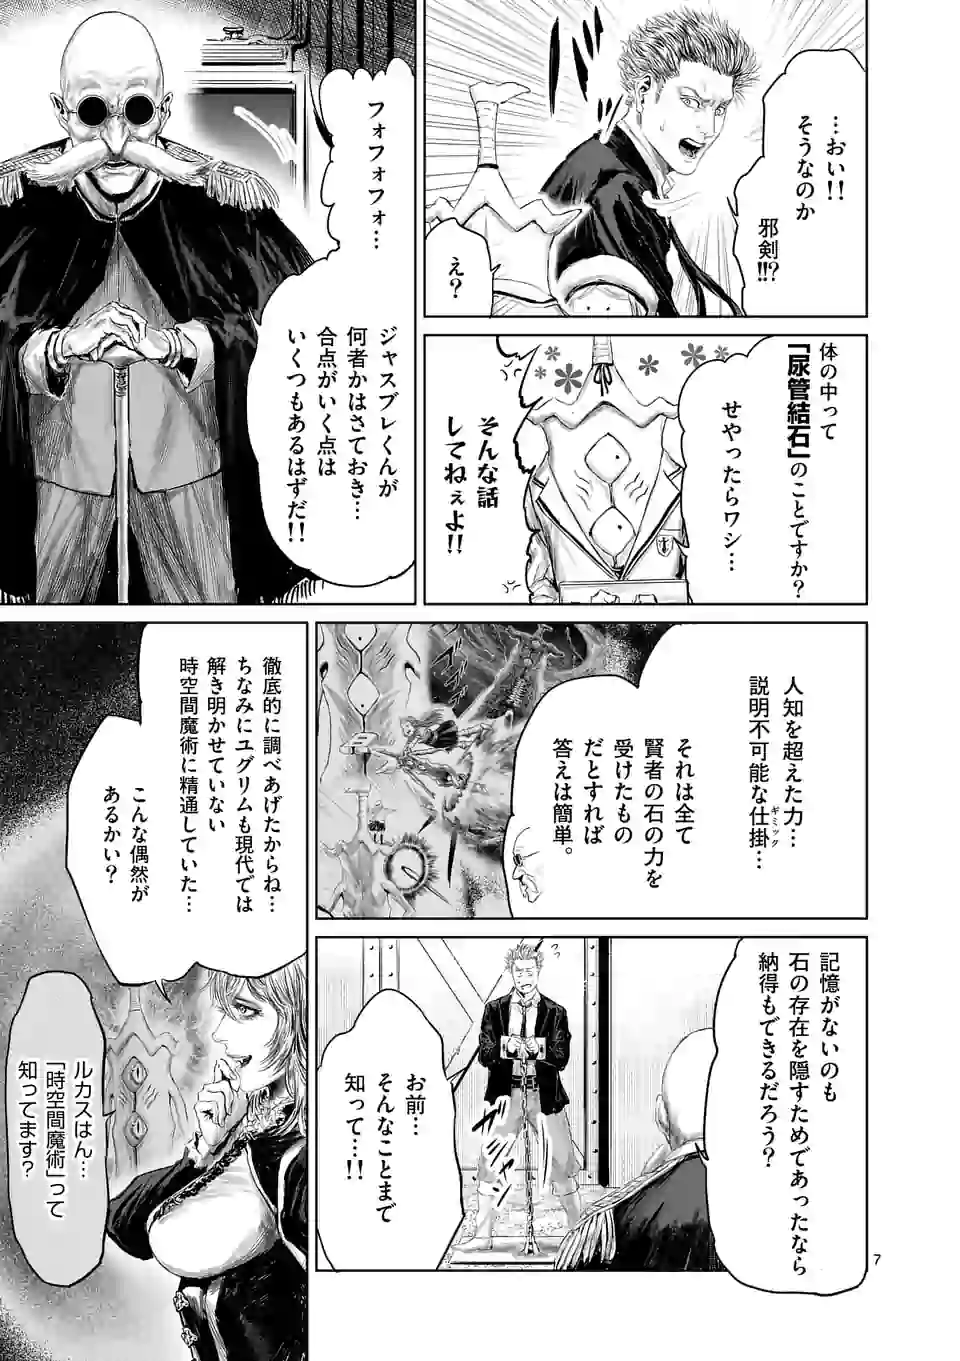 …おい!!
そうなのか
邪剣!!?
え?
体の中って
「尿管結石」のことですか?
せやったらワシ…
そんな話
してねぇよ!!
フォフォフォ…
ジャスブレくんが
何者かはさておき…
合点がいく点は
いくつもあるはずだ!!
人知を超えた力…
説明不可能な仕掛…
ギミック
それは全て
賢者の石の力を
受けたもの
だとすれば
答えは簡単。
記憶がないのも
石の存在を隠すためであったなら
納得もできるだろう?
お前…
そんなことまで
知って…!!
徹底的に調べあげたからね…
ちなみにユグリムも現代では
解き明かせていない
時空間魔術に精通していた…
こんな偶然が
あるかい?
ルカスはん…
「時空間魔術」って
知ってます?
7